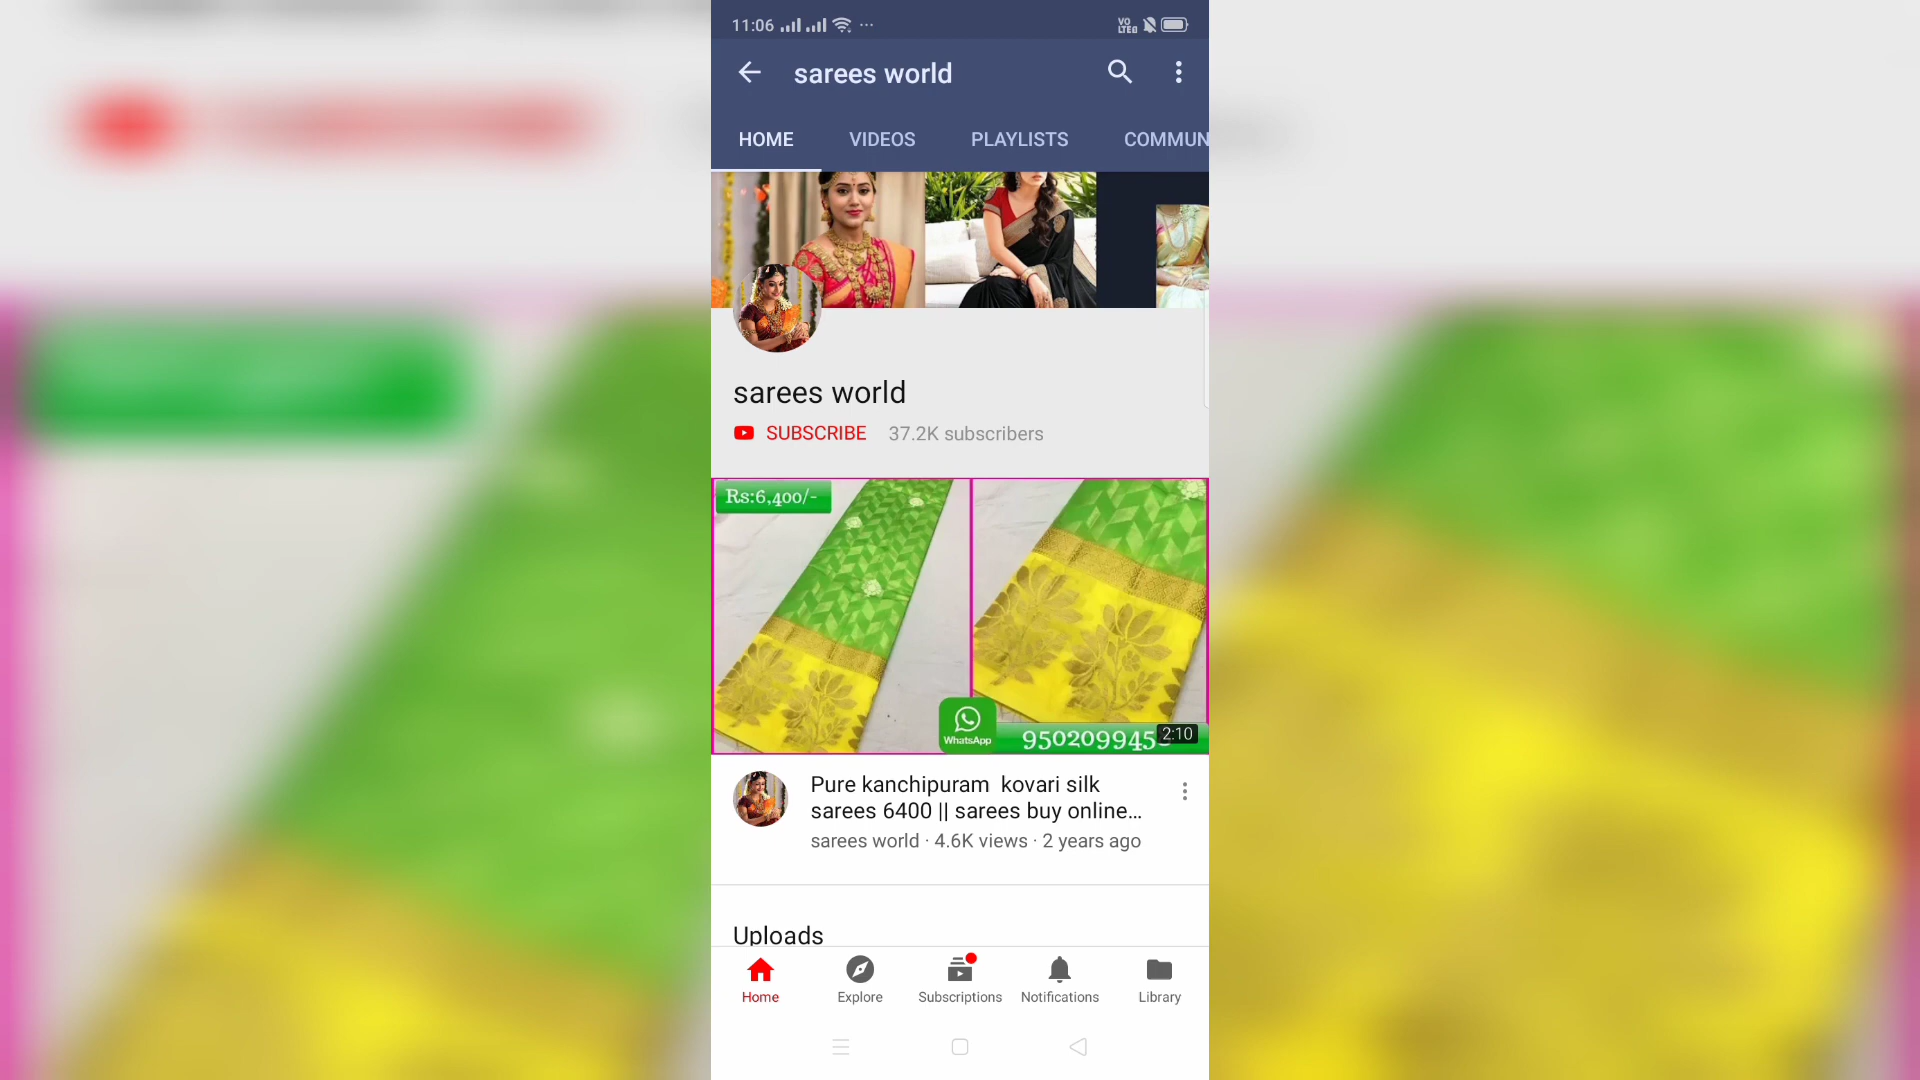 11:06
VO LTE
sarees world
HOME VIDEOS PLAYLISTS COMMUN
sarees world
SUBSCRIBE 37.2K subscribers
Rs:6,400/-
WhatsApp
950209945
2:10
Pure kanchipuram kovari silk
sarees 6400 || sarees buy online...
sarees world · 4.6K views · 2 years ago
Uploads
Home Explore Subscriptions Notifications Library